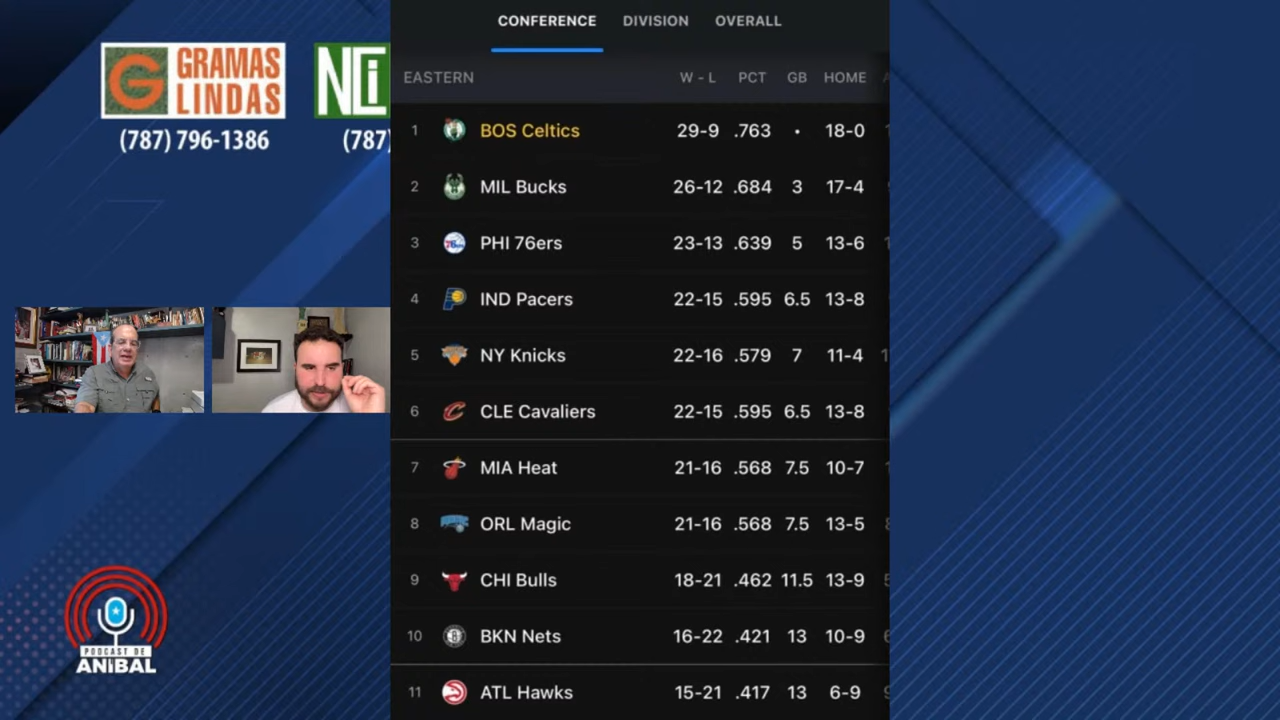 GRAMAS
LINDAS
(787) 796-1386
NCi
(787)
CONFERENCE DIVISION OVERALL
EASTERN W - L PCT GB HOME
1 BOS Celtics 29-9 .763 • 18-0
2 MIL Bucks 26-12 .684 3 17-4
3 PHI 76ers 23-13 .639 5 13-6
4 IND Pacers 22-15 .595 6.5 13-8
5 NY Knicks 22-16 .579 7 11-4
6 CLE Cavaliers 22-15 .595 6.5 13-8
7 MIA Heat 21-16 .568 7.5 10-7
8 ORL Magic 21-16 .568 7.5 13-5
9 CHI Bulls 18-21 .462 11.5 13-9
10 BKN Nets 16-22 .421 13 10-9
11 ATL Hawks 15-21 .417 13 6-9
PODCAST DE
ANIBAL